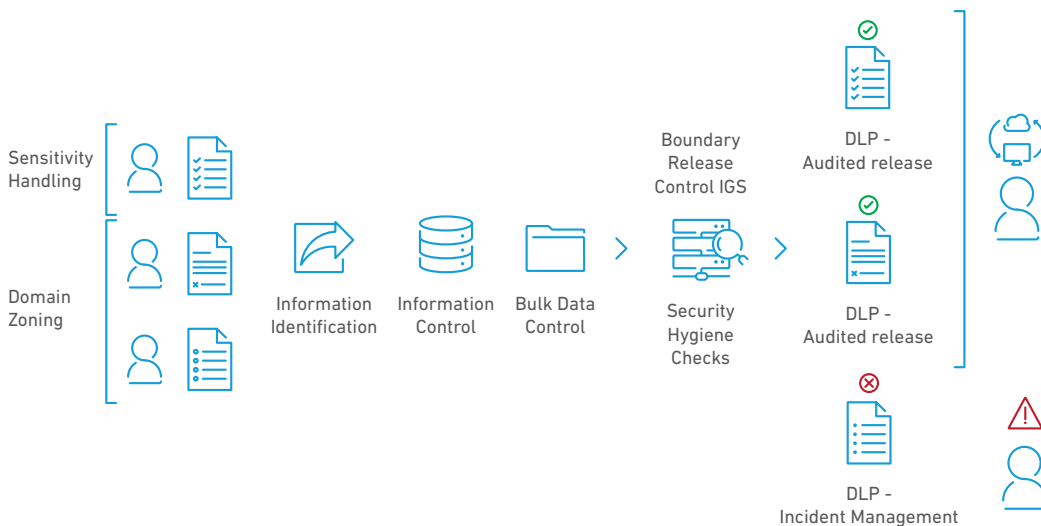 Sensitivity
Handling
Domain
Zoning
Information
Identification
Information
Control
Bulk Data
Control
Boundary
Release
Control IGS
Security
Hygiene
Checks
DLP -
Audited release
DLP -
Audited release
DLP -
Incident Management